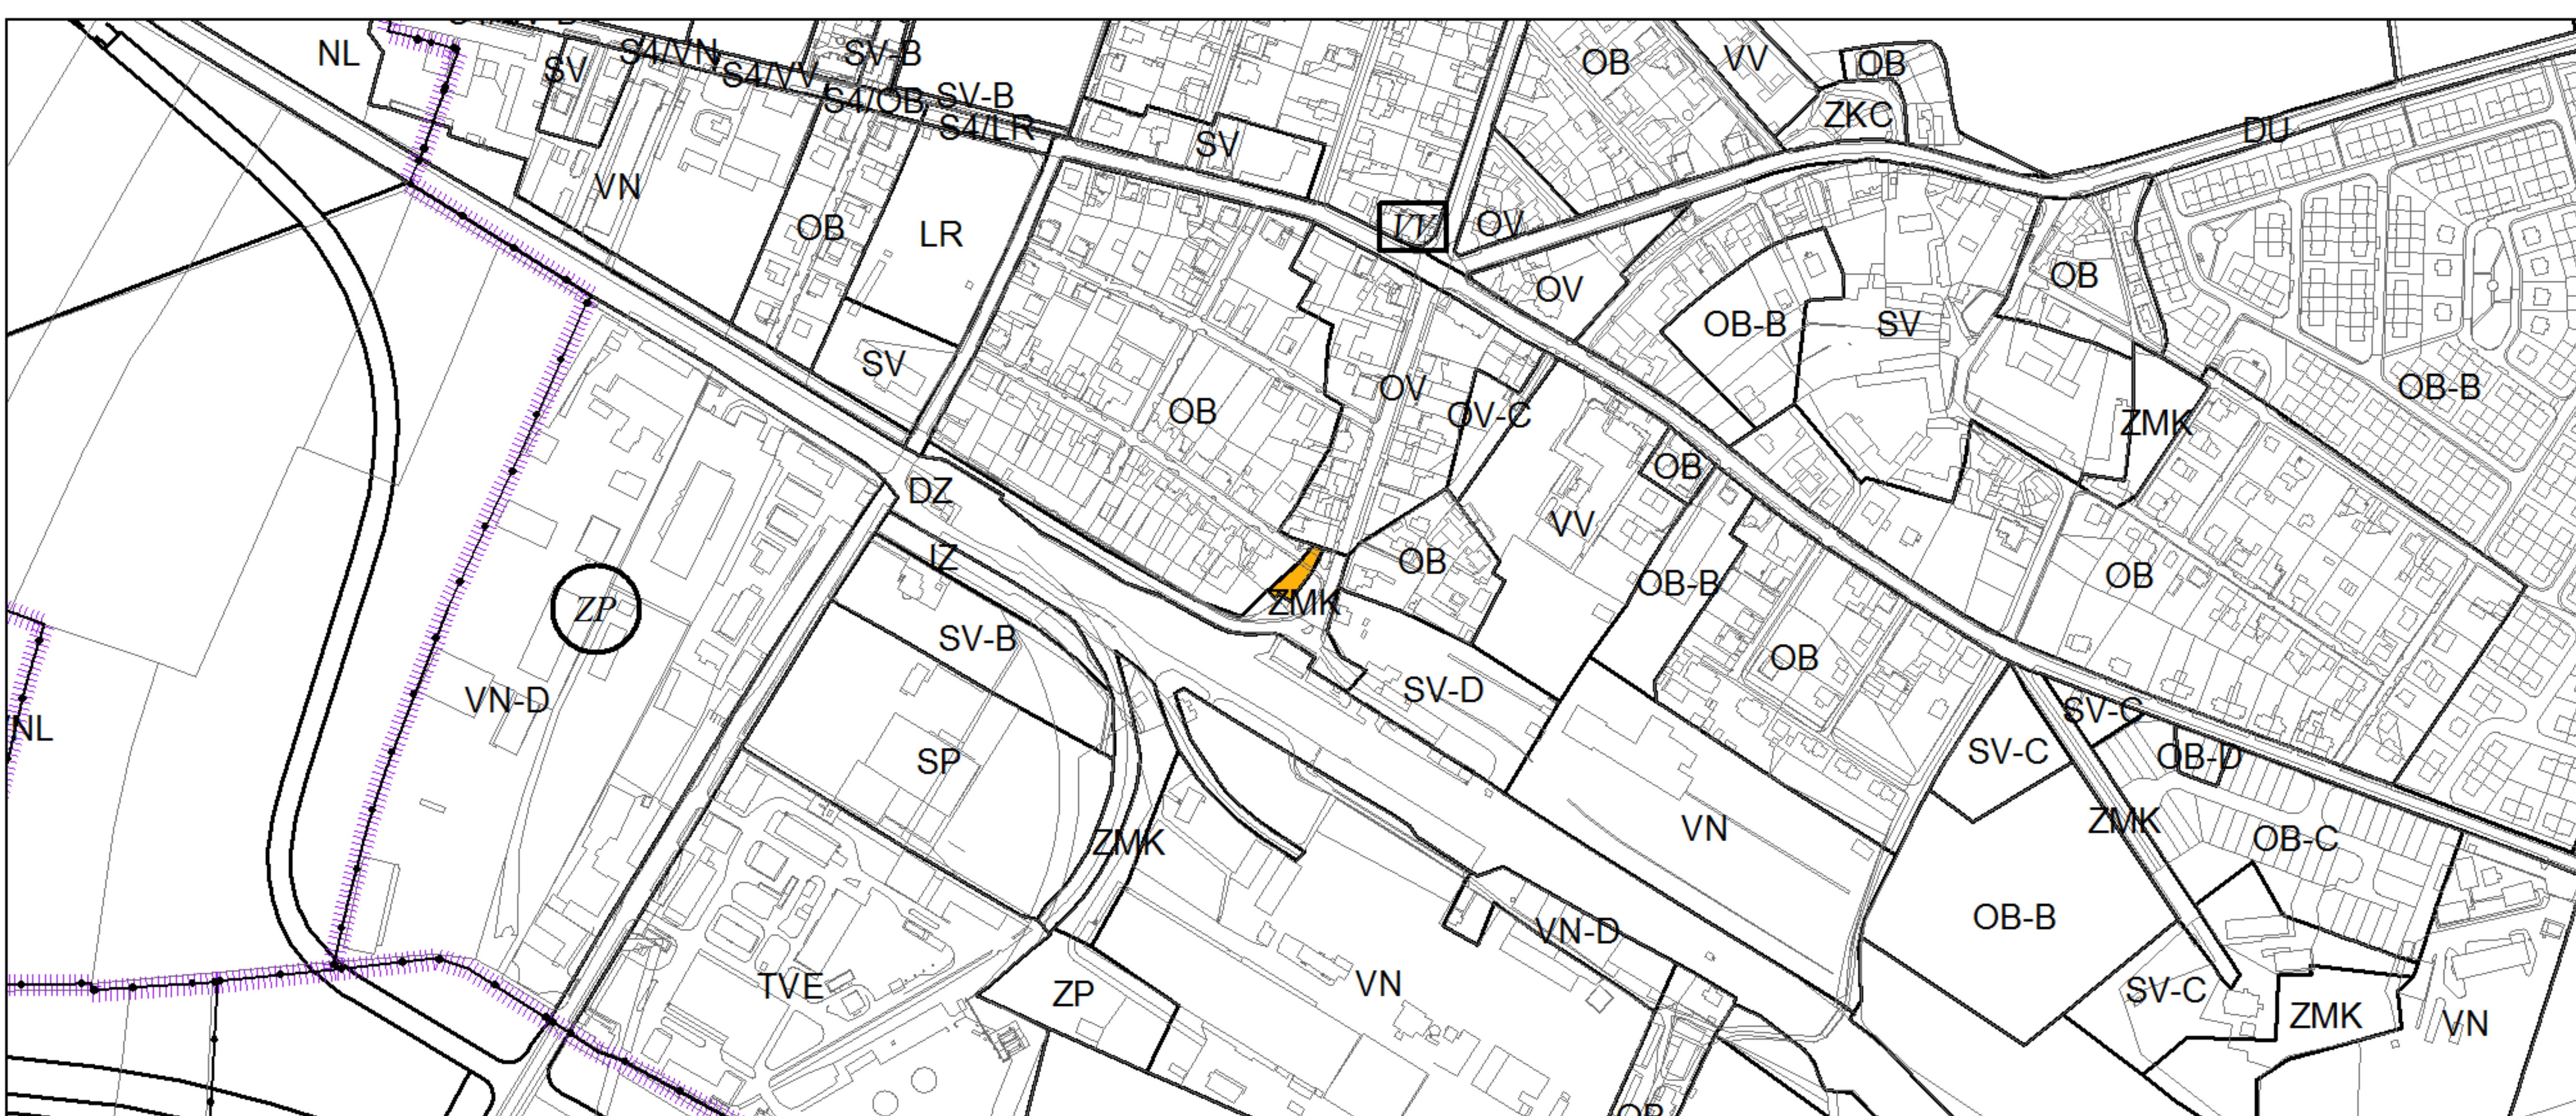 NL
SV
S4/VN
S4/VV
SV-B
S4/OB
SV-B
S4/LR
OB
VV
OB
ZKC
DU
SV
VN
OB
LR
VV
OV
OV
OB
OB-B
SV
SV
OB
OV
OV-C
OB-B
ZMK
OB
DZ
VV
IZ
OB
OB-B
OB
ZMK
ZP
SV-B
OB
VN-D
SV-D
SV-C
NL
SV-C
OB-D
SP
ZMK
VN
ZMK
OB-C
OB-B
VN-D
TVE
ZP
VN
SV-C
ZMK
VN
OB